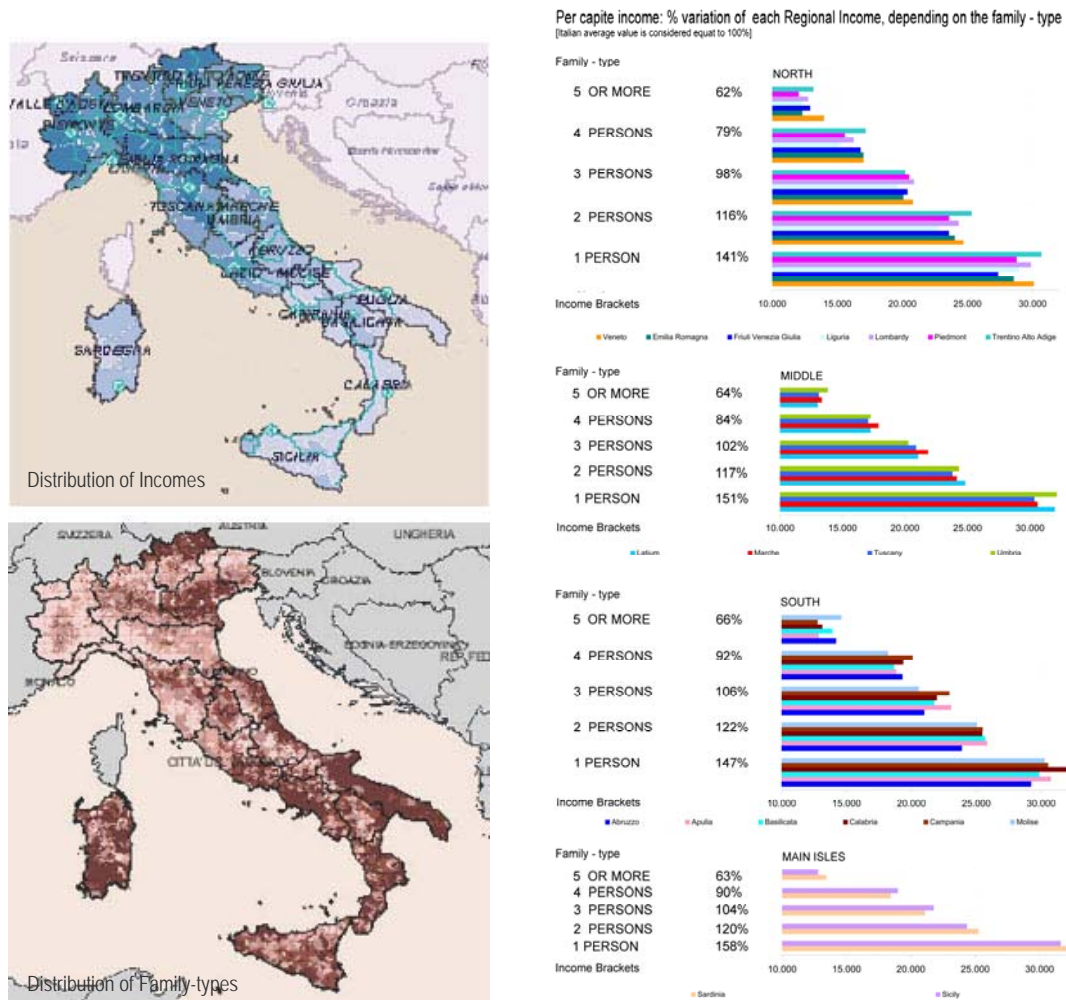 Per capite income: % variation of each Regional Income, depending on the family - type
[Italian average value is considered equat to 100%]
Family - type
NORTH
5 OR MORE 62%
4 PERSONS 79%
3 PERSONS 98%
2 PERSONS 116%
1 PERSON 141%
Income Brackets 10.000 15.000 20.000 25.000 30.000
Veneto Emilia Romagna Friuli Venezia Giulia Liguria Lombardy Piedmont Trentino Alto Adige
Family - type
MIDDLE
5 OR MORE 64%
4 PERSONS 84%
3 PERSONS 102%
2 PERSONS 117%
1 PERSON 151%
Income Brackets 10.000 15.000 20.000 25.000 30.000
Latium Marche Tuscany Umbria
Family - type
SOUTH
5 OR MORE 66%
4 PERSONS 92%
3 PERSONS 106%
2 PERSONS 122%
1 PERSON 147%
Income Brackets 10.000 15.000 20.000 25.000 30.000
Abruzzo Apulia Basilicata Calabria Campania Molise
Family - type
MAIN ISLES
5 OR MORE 63%
4 PERSONS 90%
3 PERSONS 104%
2 PERSONS 120%
1 PERSON 158%
Income Brackets 10.000 15.000 20.000 25.000 30.000
Sardinia Sicily
Svizzera
Croazia
VENETO
LOMBARDIA
PIEMONTE
TOSCANA MARCHE
UMBRIA
ABRUZZO
LAZIO MOLISE
PUGLIA
CAMPANIA
BASILICATA
SARDEGNA
CALABRIA
SICILIA
Distribution of Incomes
AUSTRIA
SVIZZERA
UNGHERIA
SLOVENIA
CROAZIA
BOSNIA-ERZEGOVINA
MONACO
Distribution of Family-types